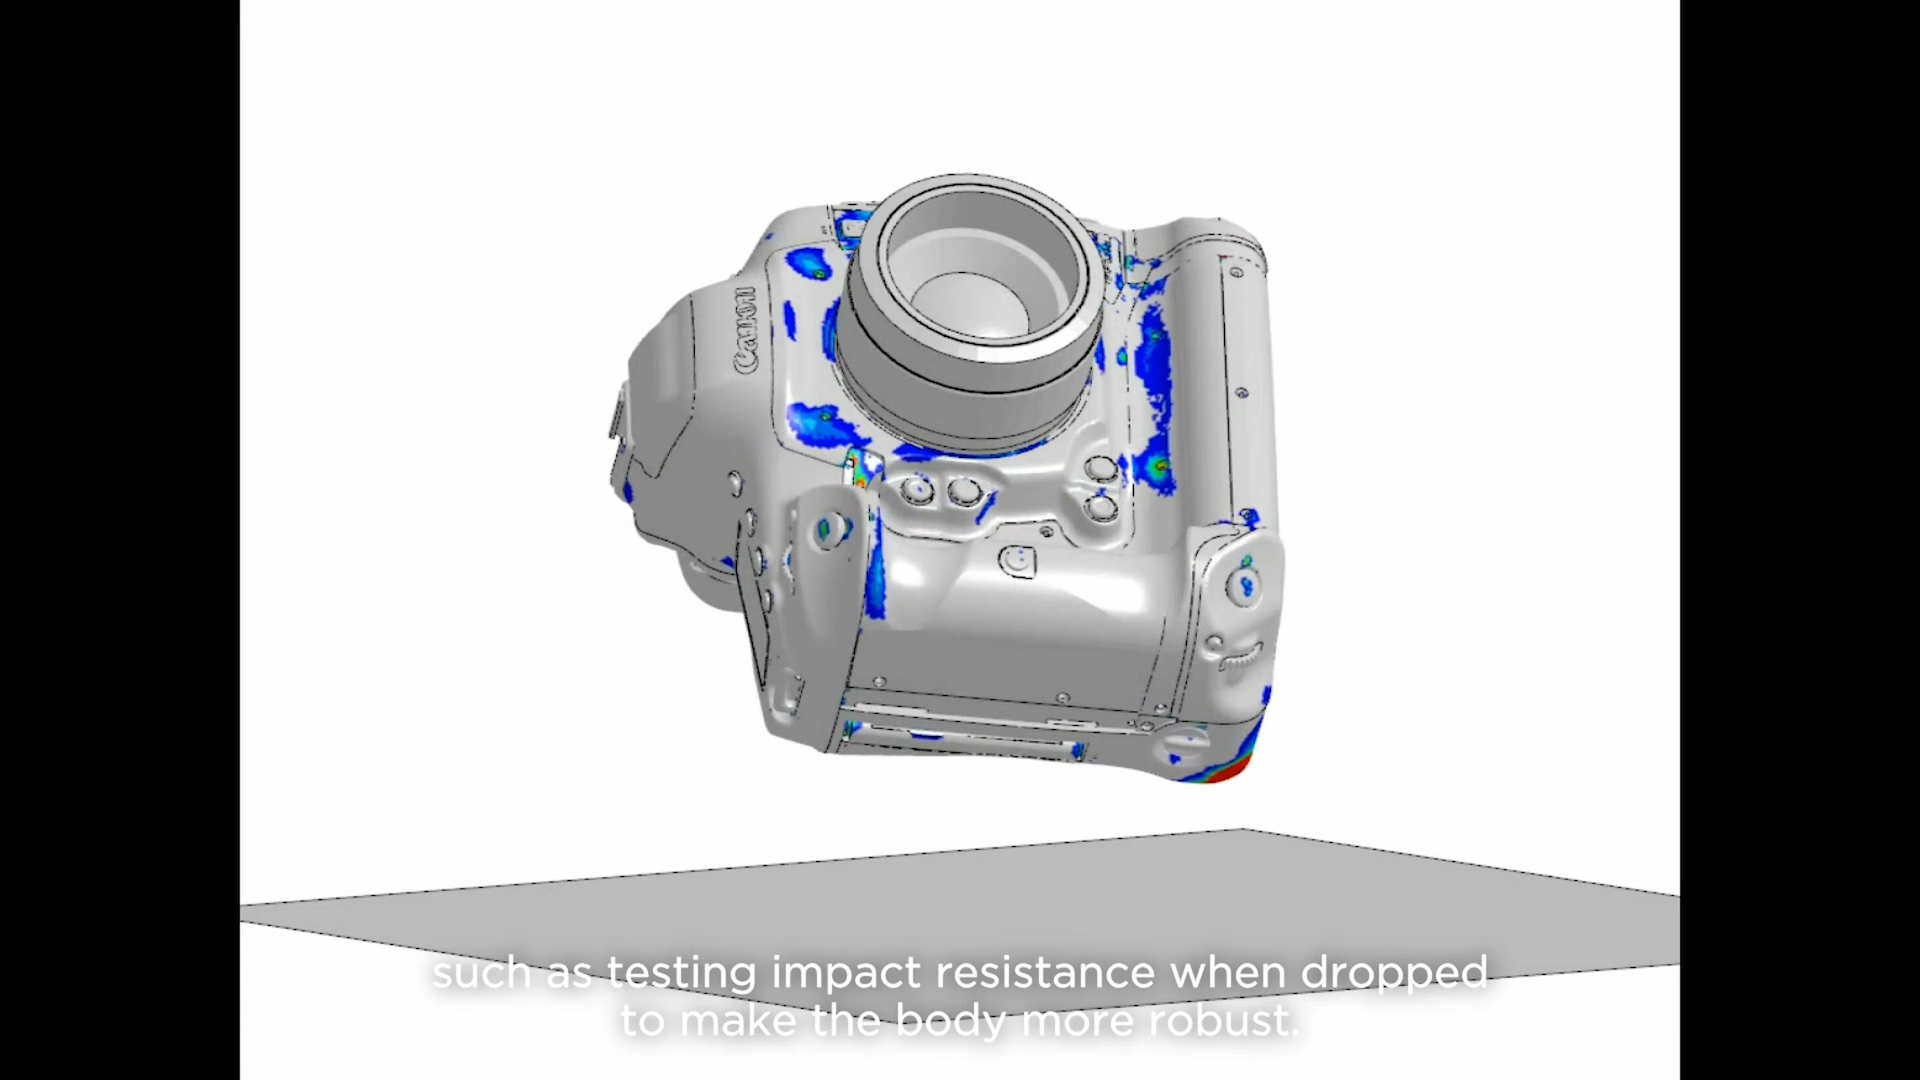 Canon
such as testing impact resistance when dropped
to make the body more robust.